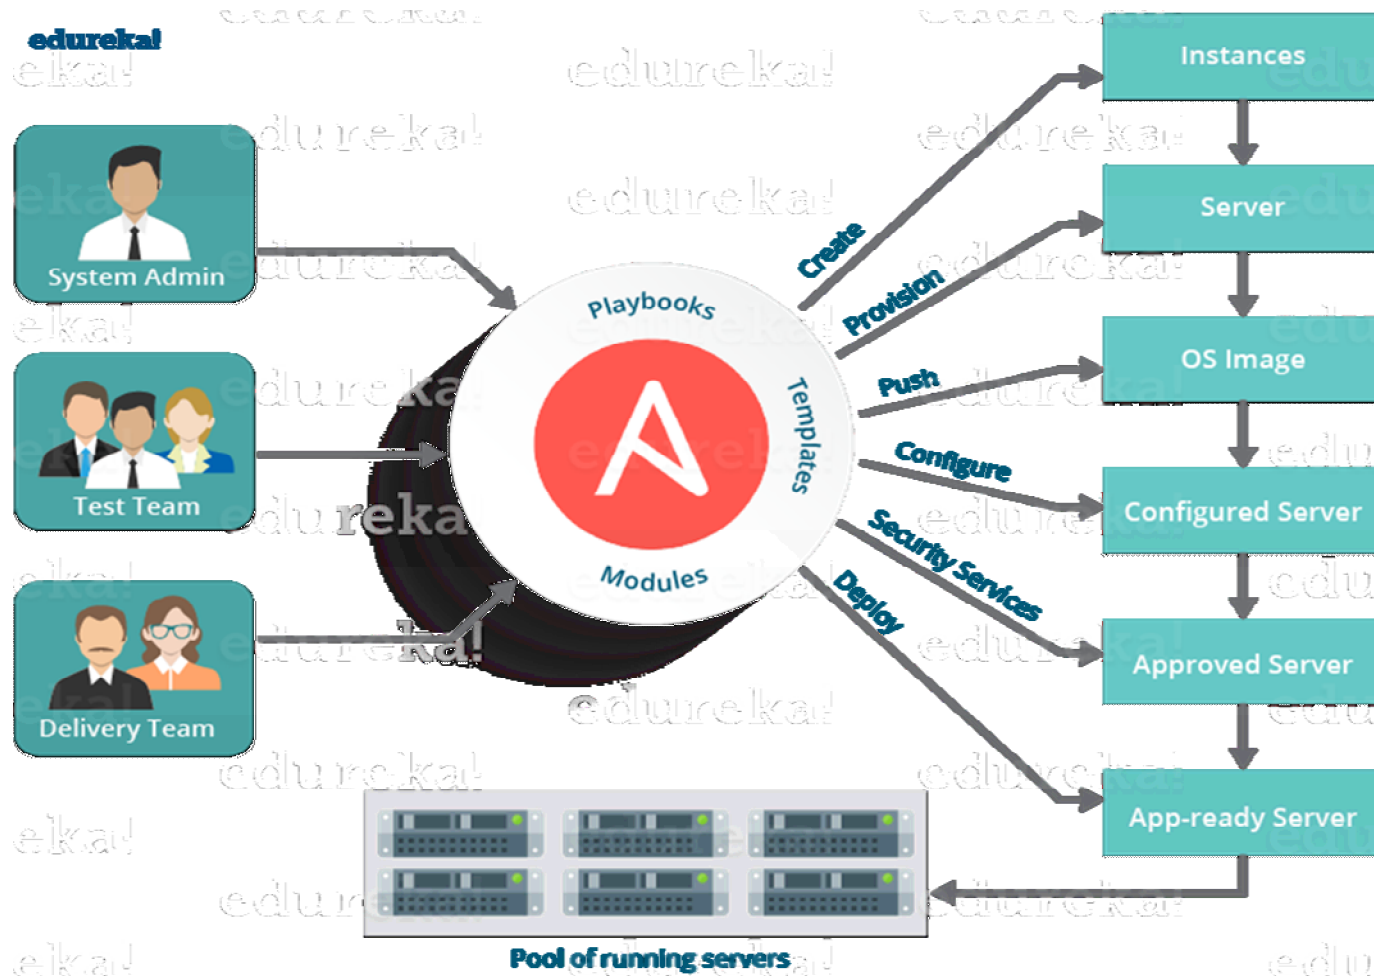 edureka!
System Admin
Test Team
Delivery Team
Playbooks
Templates
Modules
Create
Provision
Push
Configure
Security Services
Deploy
Instances
Server
OS Image
Configured Server
Approved Server
App-ready Server
Pool of running servers